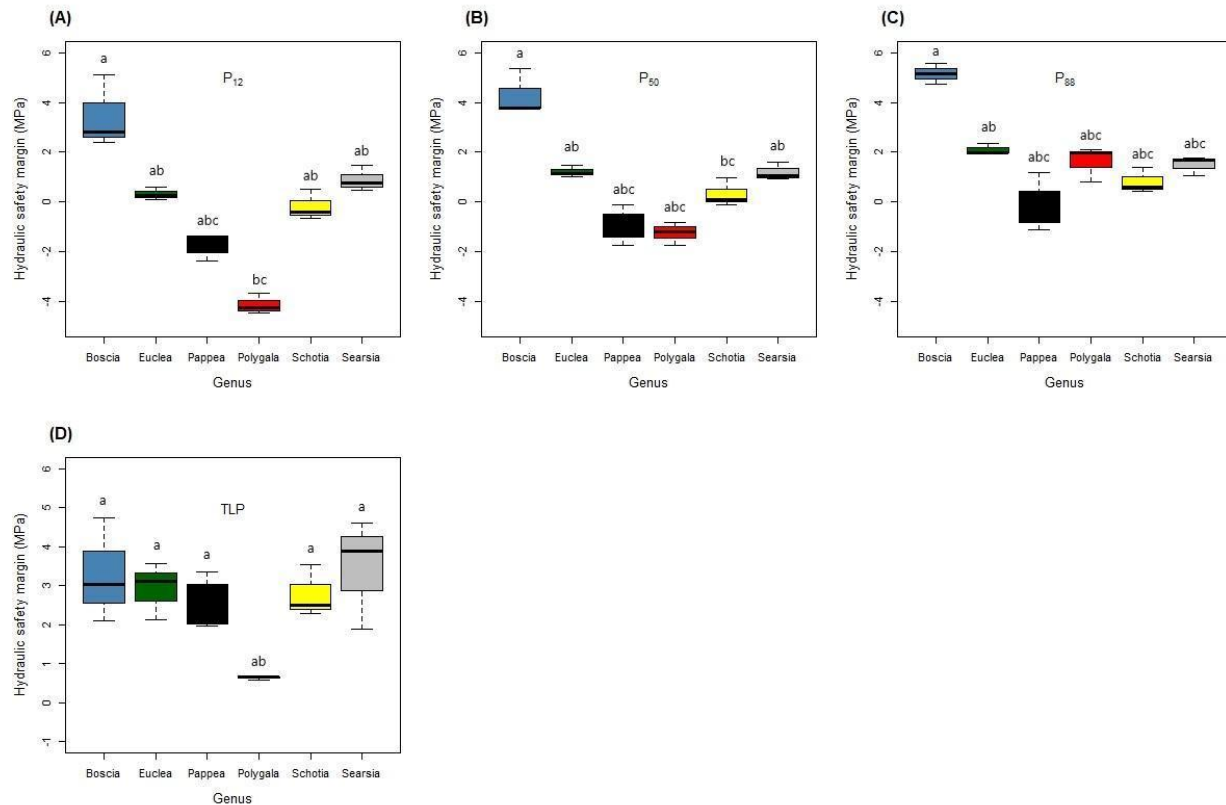 (A)
P12
Hydraulic safety margin (MPa)
6
4
2
0
-2
-4
a
ab
abc
bc
ab
ab
Boscia Euclea Pappea Polygala Schotia Searsia
Genus
(B)
P50
Hydraulic safety margin (MPa)
6
4
2
0
-2
-4
a
ab
abc
abc
bc
ab
Boscia Euclea Pappea Polygala Schotia Searsia
Genus
(C)
P88
Hydraulic safety margin (MPa)
6
4
2
0
-2
-4
a
ab
abc
abc
abc
abc
Boscia Euclea Pappea Polygala Schotia Searsia
Genus
(D)
TLP
Hydraulic safety margin (MPa)
6
5
4
3
2
1
0
-1
a
a
a
ab
a
a
Boscia Euclea Pappea Polygala Schotia Searsia
Genus